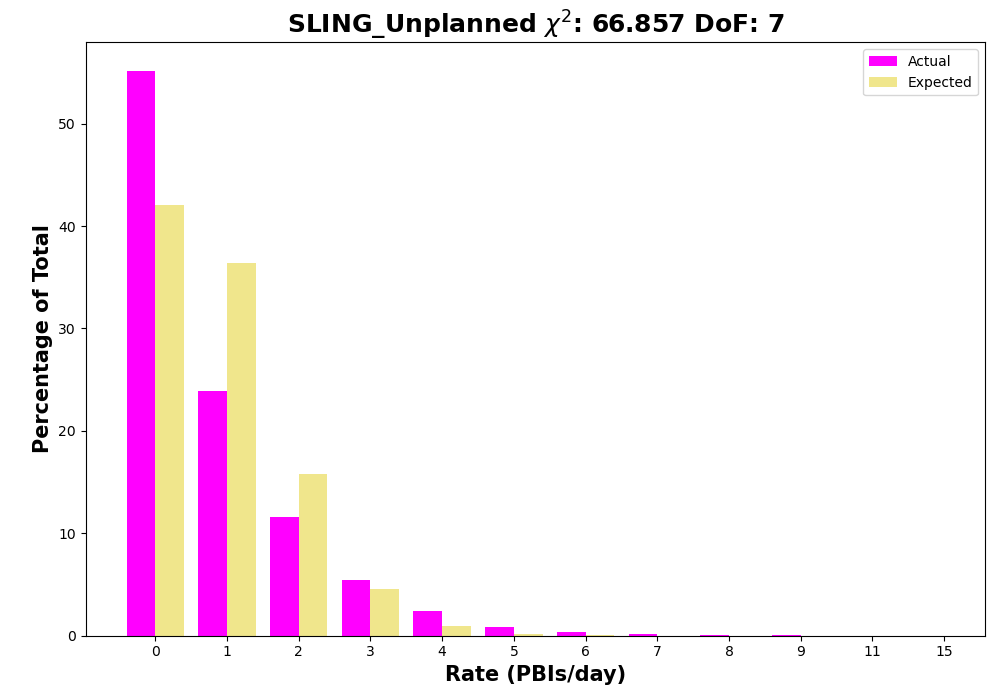 SLING_Unplanned χ²: 66.857 DoF: 7
Actual
Expected
Percentage of Total
50
40
30
20
10
0
0 1 2 3 4 5 6 7 8 9 11 15
Rate (PBIs/day)